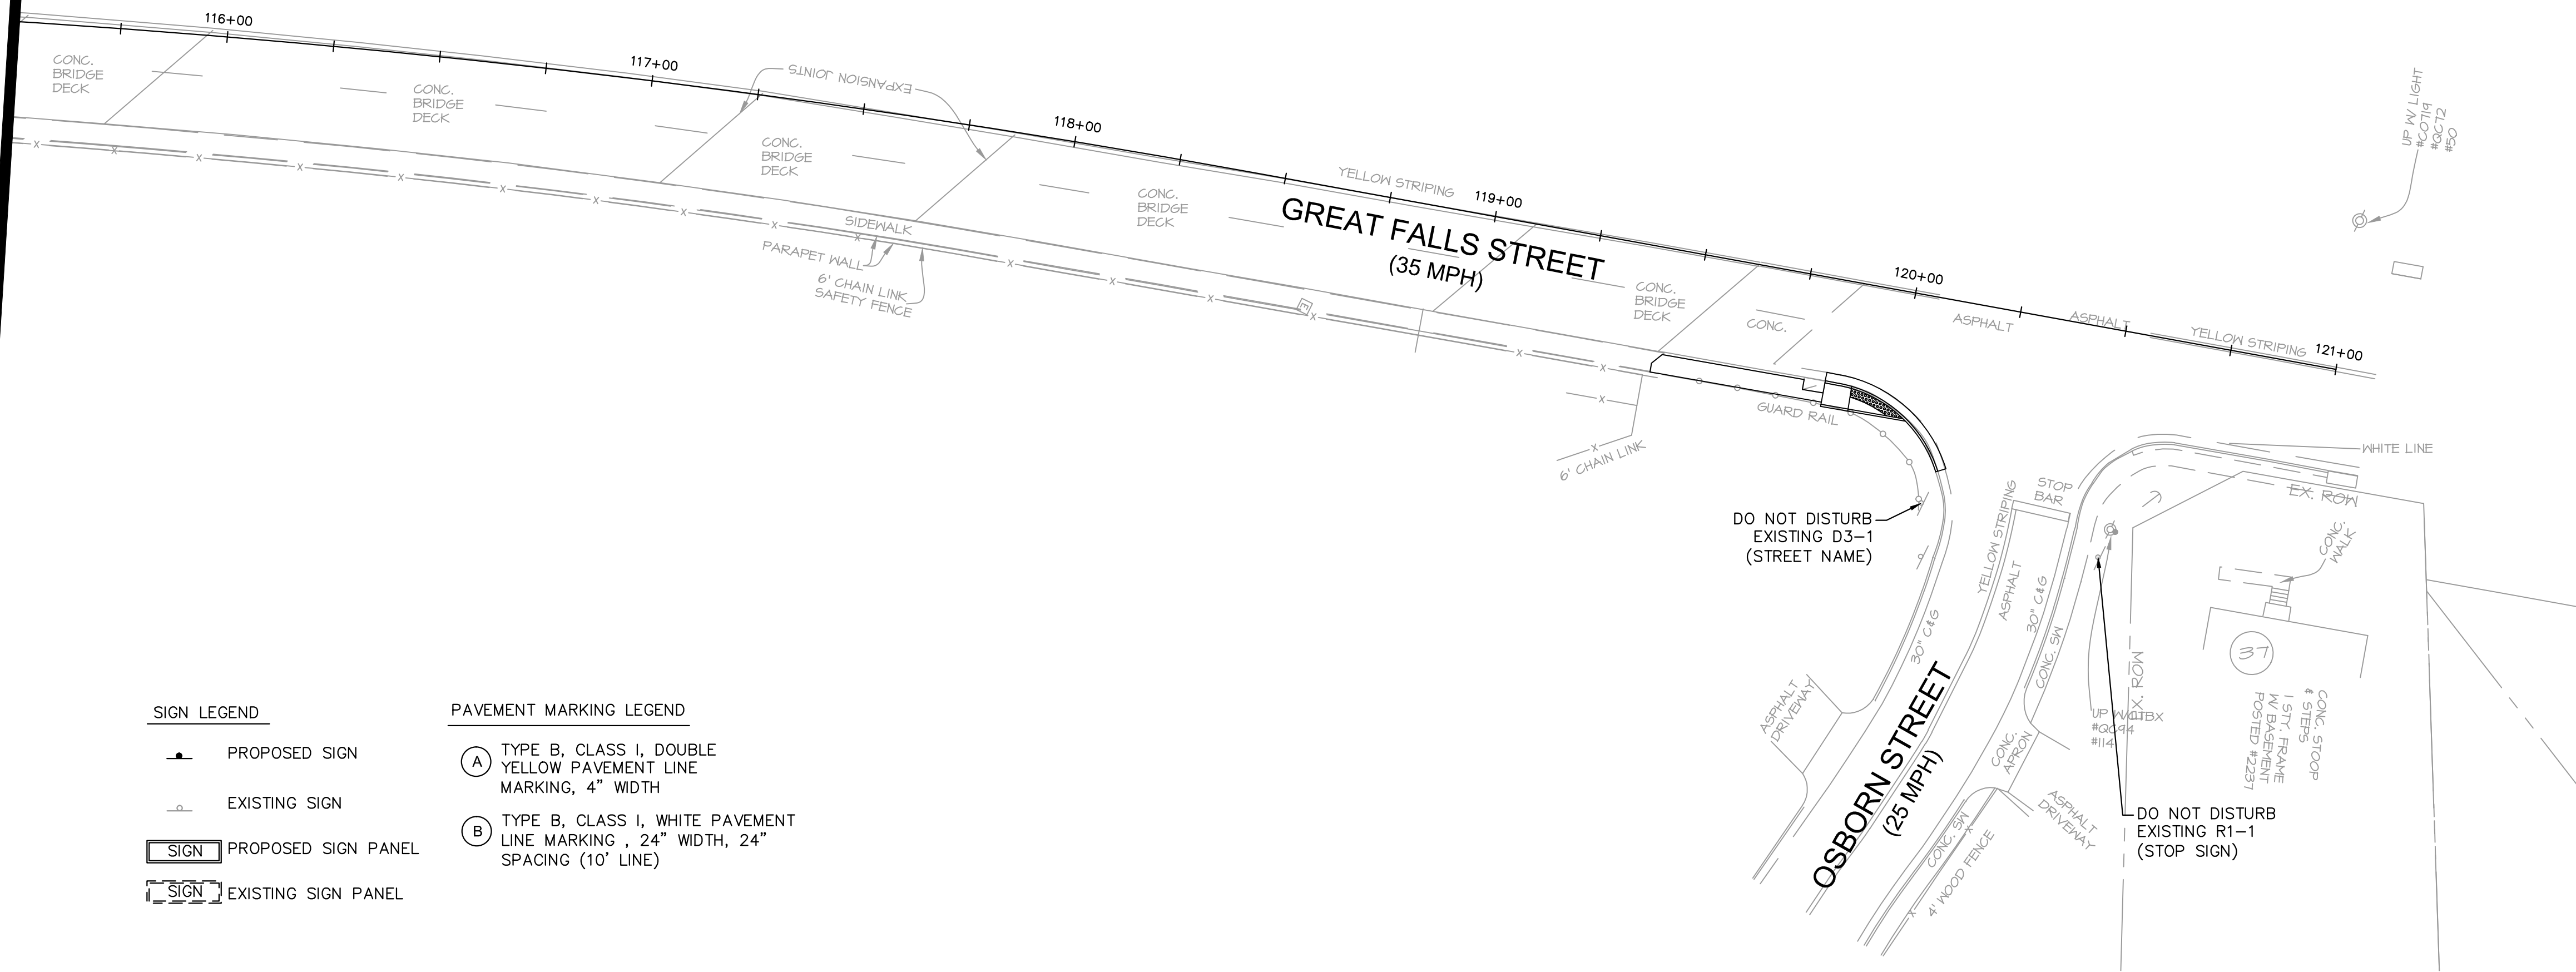 116+00
117+00
118+00
119+00
120+00
121+00
CONC.
BRIDGE
DECK
CONC.
BRIDGE
DECK
EXPANSION JOINTS
CONC.
BRIDGE
DECK
CONC.
BRIDGE
DECK
YELLOW STRIPING
GREAT FALLS STREET
(35 MPH)
SIDEWALK
PARAPET WALL
6' CHAIN LINK
SAFETY FENCE
E
CONC.
BRIDGE
DECK
CONC.
ASPHALT
ASPHALT
YELLOW STRIPING
UP W/ LIGHT
#CO719
#QC72
#50
GUARD RAIL
6' CHAIN LINK
WHITE LINE
EX. ROW
STOP
BAR
CONC.
WALK
DO NOT DISTURB
EXISTING D3-1
(STREET NAME)
YELLOW STRIPING
ASPHALT
30" C&G
30" C&G
CONC. SW
EX. ROW
37
CONC. STOOP
& STEPS
1 STY. FRAME
W/ BASEMENT
POSTED #2237
UP W/CTBX
#QC94
#114
ASPHALT
DRIVEWAY
CONC.
APRON
OSBORN STREET
(25 MPH)
ASPHALT
DRIVEWAY
CONC. SW
4' WOOD FENCE
DO NOT DISTURB
EXISTING R1-1
(STOP SIGN)
SIGN LEGEND
PROPOSED SIGN
EXISTING SIGN
SIGN PROPOSED SIGN PANEL
SIGN EXISTING SIGN PANEL
PAVEMENT MARKING LEGEND
A TYPE B, CLASS I, DOUBLE
YELLOW PAVEMENT LINE
MARKING, 4" WIDTH
B TYPE B, CLASS I, WHITE PAVEMENT
LINE MARKING , 24" WIDTH, 24"
SPACING (10' LINE)